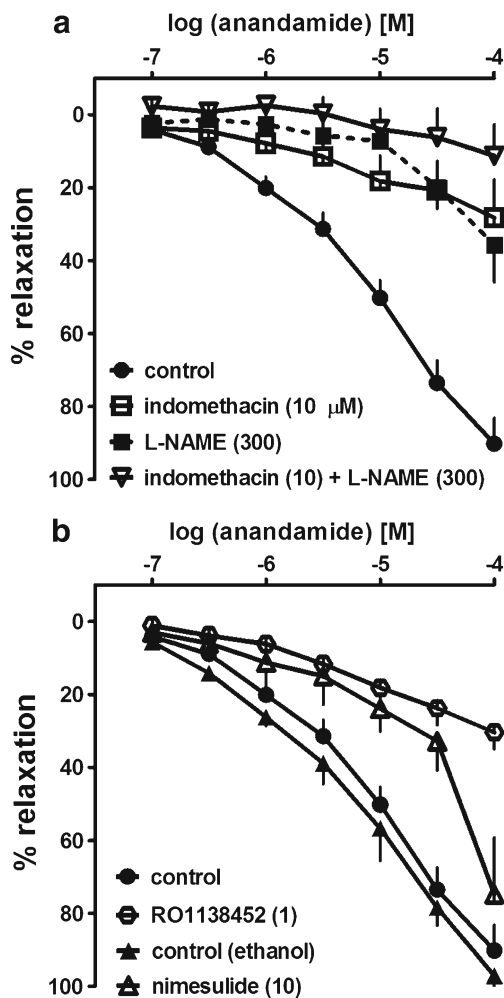 a
log (anandamide) [M]
-7 -6 -5 -4
0
20
40
60
80
100
% relaxation
control
indomethacin (10 μM)
L-NAME (300)
indomethacin (10) + L-NAME (300)
b
log (anandamide) [M]
-7 -6 -5 -4
0
20
40
60
80
100
% relaxation
control
RO1138452 (1)
control (ethanol)
nimesulide (10)